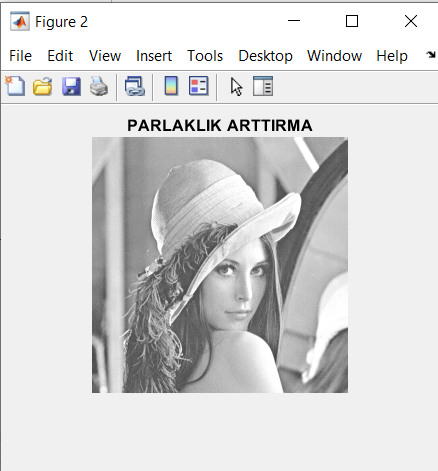 Figure 2
File Edit View Insert Tools Desktop Window Help
PARLAKLIK ARTTIRMA